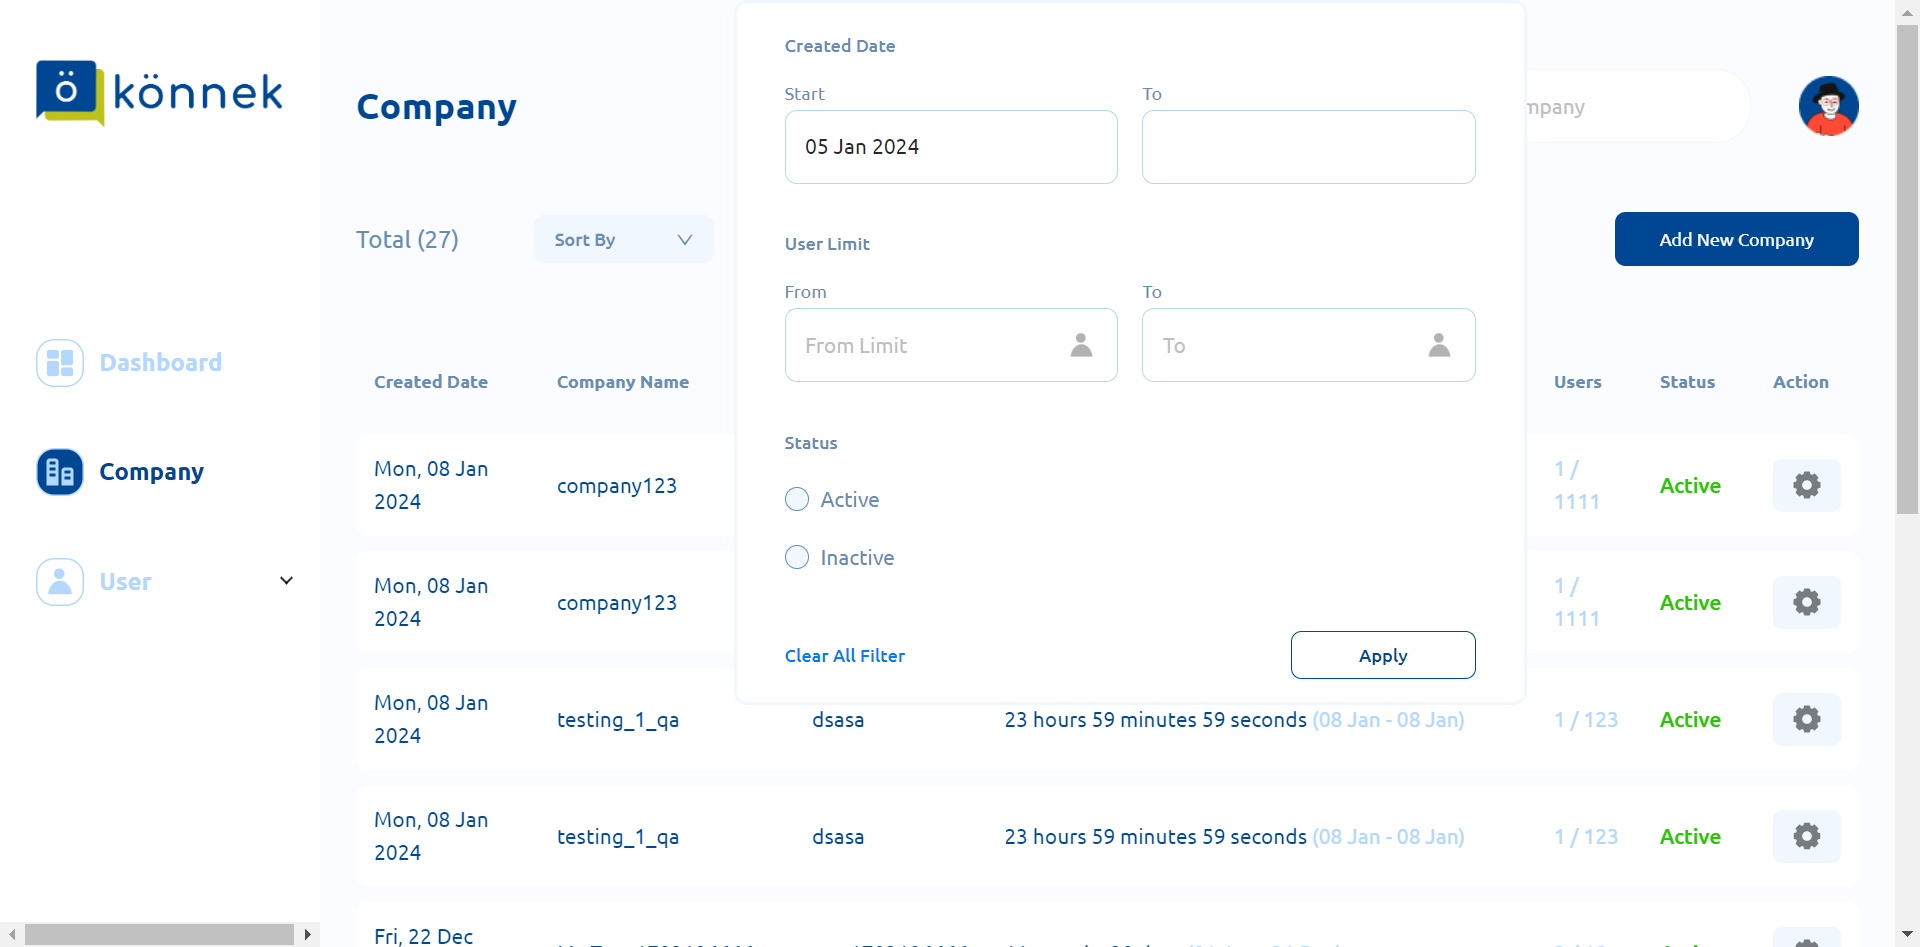 ö könnek
Company
Created Date
Start
To
05 Jan 2024
mpany
Total (27)
Sort By
User Limit
From
To
From Limit
To
Add New Company
Dashboard
Company
User
Created Date
Company Name
Users
Status
Action
Status
Active
Inactive
Clear All Filter
Apply
Mon, 08 Jan
2024
company123
1 /
1111
Active
Mon, 08 Jan
2024
company123
1 /
1111
Active
Mon, 08 Jan
2024
testing_1_qa
dsasa
23 hours 59 minutes 59 seconds (08 Jan - 08 Jan)
1 / 123
Active
Mon, 08 Jan
2024
testing_1_qa
dsasa
23 hours 59 minutes 59 seconds (08 Jan - 08 Jan)
1 / 123
Active
Fri, 22 Dec